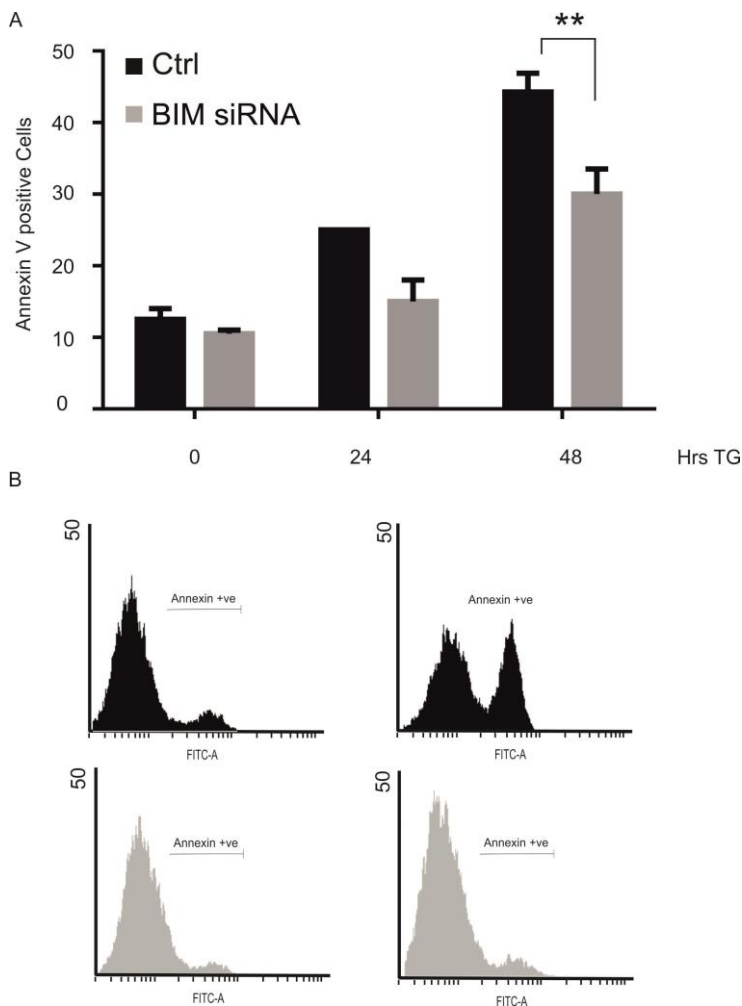 A
**
50
Ctrl
BIM siRNA
40
30
20
10
0
Annexin V positive Cells
0 24 48 Hrs TG
B
50
Annexin +ve
FITC-A
50
Annexin +ve
FITC-A
50
Annexin +ve
FITC-A
50
Annexin +ve
FITC-A